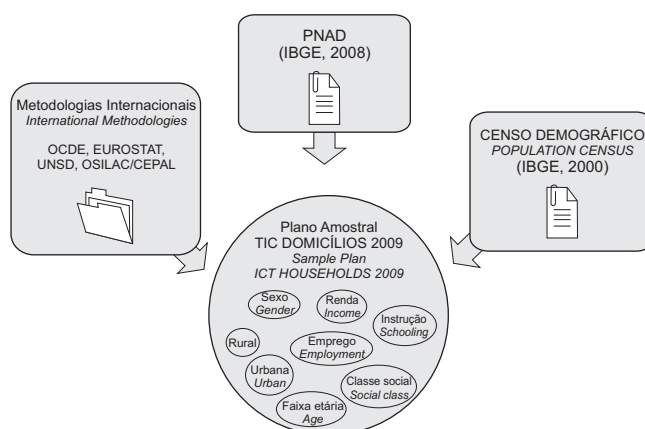 PNAD
(IBGE, 2008)
Metodologias Internacionais
International Methodologies
OCDE, EUROSTAT,
UNSD, OSILAC/CEPAL
CENSO DEMOGRÁFICO
POPULATION CENSUS
(IBGE, 2000)
Plano Amostral
TIC DOMICÍLIOS 2009
Sample Plan
ICT HOUSEHOLDS 2009
Sexo
Gender
Renda
Income
Instrução
Schooling
Rural
Emprego
Employment
Urbana
Urban
Classe social
Social class
Faixa etária
Age